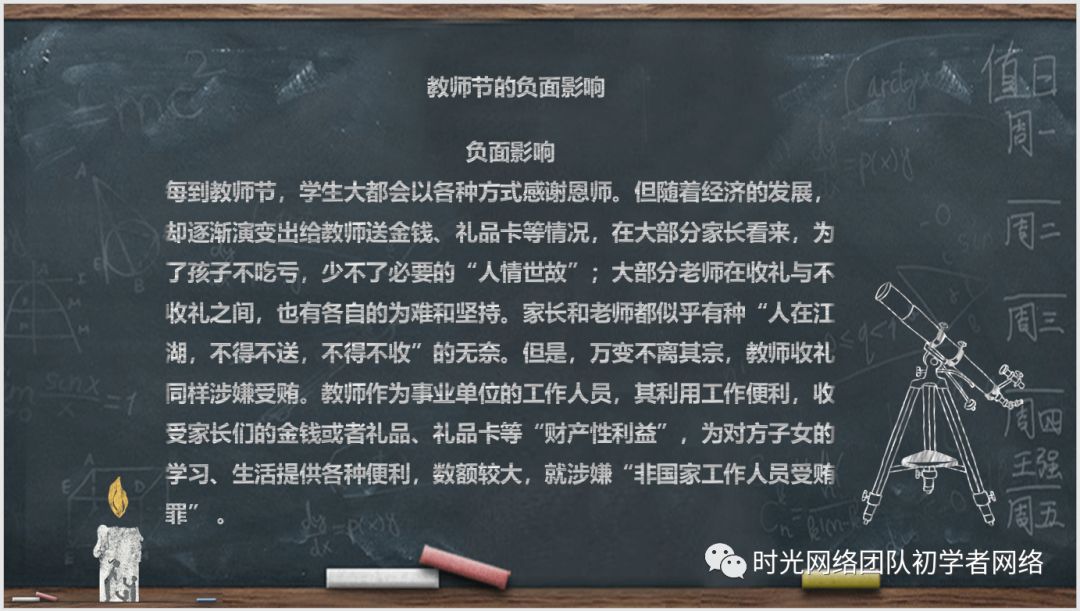 教师节的负面影响
负面影响
每到教师节，学生大都会以各种方式感谢恩师。但随着经济的发展，
却逐渐演变出给教师送金钱、礼品卡等情况，在大部分家长看来，为
了孩子不吃亏，少不了必要的“人情世故”；大部分老师在收礼与不
收礼之间，也有各自的为难和坚持。家长和老师都似乎有种“人在江
湖，不得不送，不得不收”的无奈。但是，万变不离其宗，教师收礼
同样涉嫌受贿。教师作为事业单位的工作人员，其利用工作便利，收
受家长们的金钱或者礼品、礼品卡等“财产性利益”，为对方子女的
学习、生活提供各种便利，数额较大，就涉嫌“非国家工作人员受贿
罪”。
值日
周一
周二
周三
周四
王强
周五
时光网络团队初学者网络